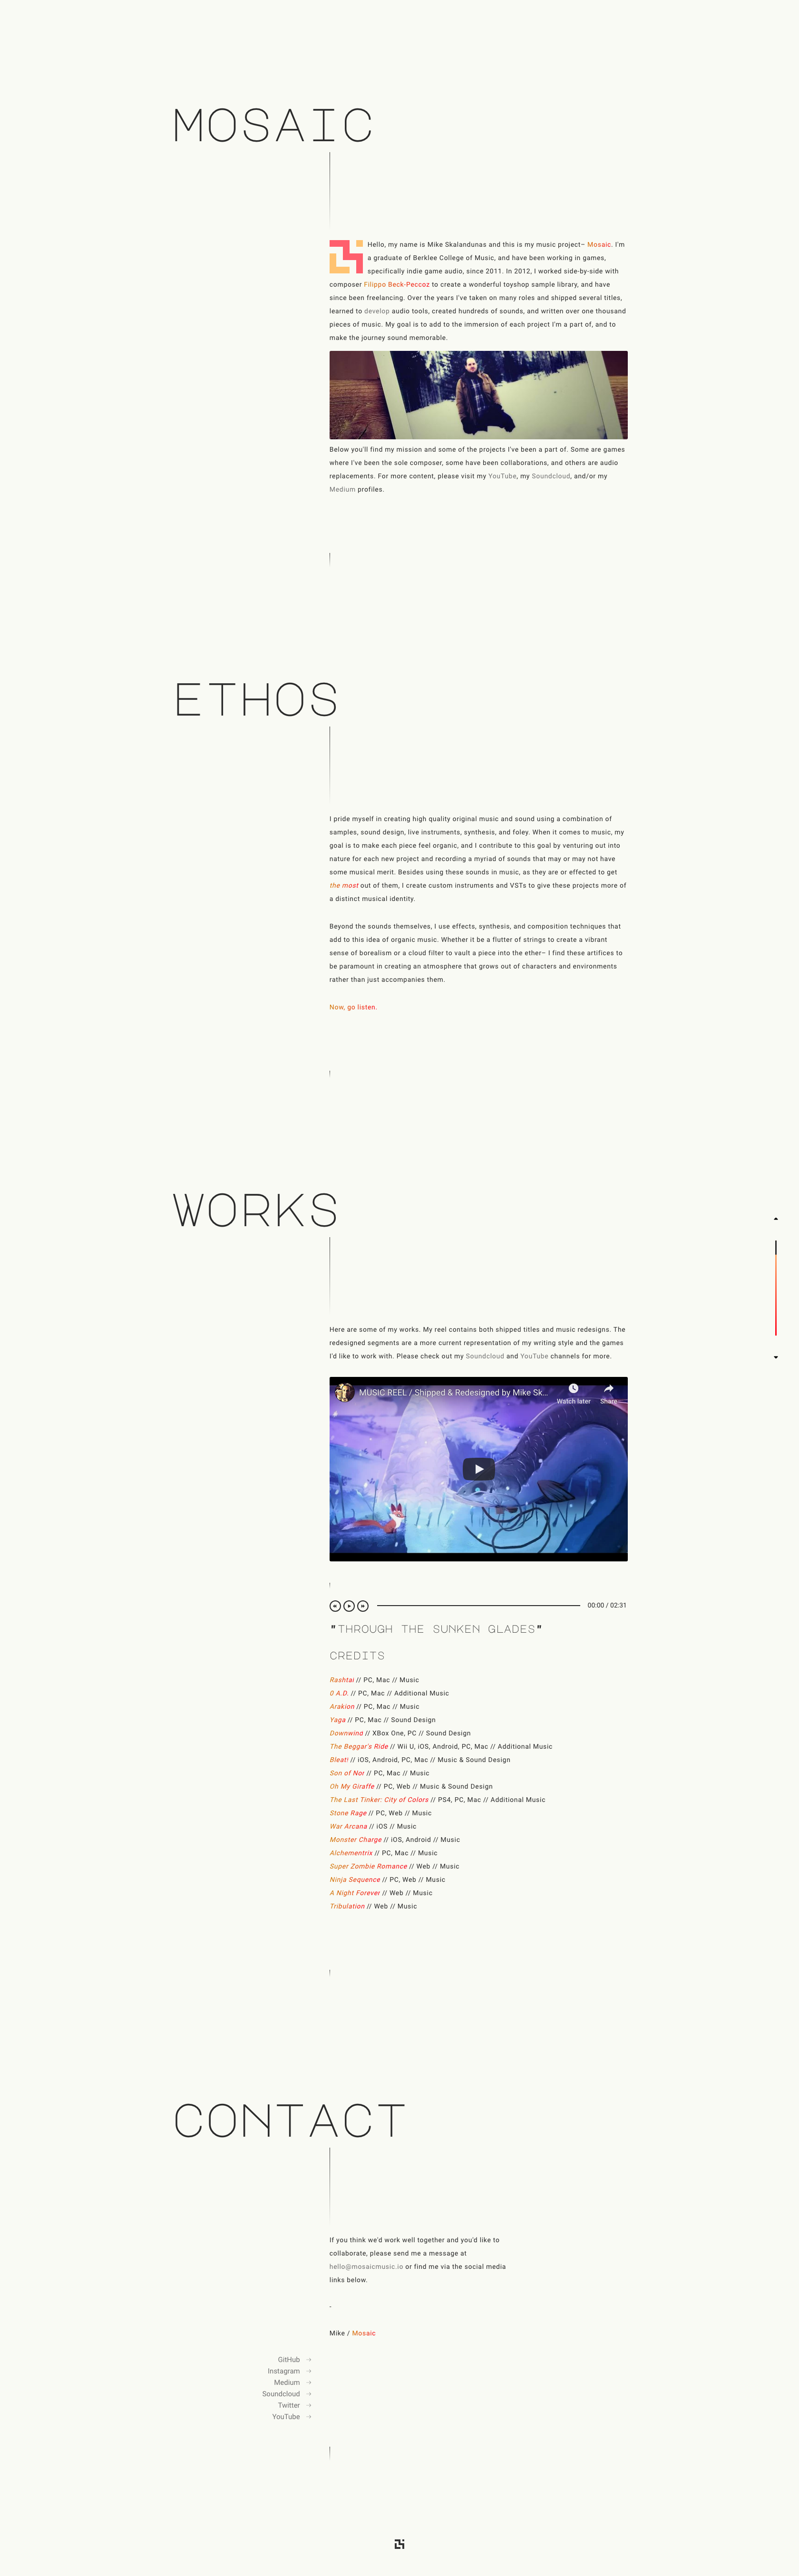 MOSAIC
Hello, my name is Mike Skalandunas and this is my music project– Mosaic. I'm
a graduate of Berklee College of Music, and have been working in games,
specifically indie game audio, since 2011. In 2012, I worked side-by-side with
composer Filippo Beck-Peccoz to create a wonderful toyshop sample library, and have
since been freelancing. Over the years I've taken on many roles and shipped several titles,
learned to develop audio tools, created hundreds of sounds, and written over one thousand
pieces of music. My goal is to add to the immersion of each project I'm a part of, and to
make the journey sound memorable.
Below you'll find my mission and some of the projects I've been a part of. Some are games
where I've been the sole composer, some have been collaborations, and others are audio
replacements. For more content, please visit my YouTube, my Soundcloud, and/or my
Medium profiles.
ETHOS
I pride myself in creating high quality original music and sound using a combination of
samples, sound design, live instruments, synthesis, and foley. When it comes to music, my
goal is to make each piece feel organic, and I contribute to this goal by venturing out into
nature for each new project and recording a myriad of sounds that may or may not have
some musical merit. Besides using these sounds in music, as they are or effected to get
the most out of them, I create custom instruments and VSTs to give these projects more of
a distinct musical identity.
Beyond the sounds themselves, I use effects, synthesis, and composition techniques that
add to this idea of organic music. Whether it be a flutter of strings to create a vibrant
sense of borealism or a cloud filter to vault a piece into the ether– I find these artifices to
be paramount in creating an atmosphere that grows out of characters and environments
rather than just accompanies them.
Now, go listen.
WORKS
Here are some of my works. My reel contains both shipped titles and music redesigns. The
redesigned segments are a more current representation of my writing style and the games
I'd like to work with. Please check out my Soundcloud and YouTube channels for more.
MUSIC REEL / Shipped & Redesigned by Mike Sk...
Watch later
Share
00:00 / 02:31
"THROUGH THE SUNKEN GLADES"
CREDITS
Rashtal // PC, Mac // Music
0 A.D. // PC, Mac // Additional Music
Arakion // PC, Mac // Music
Yaga // PC, Mac // Sound Design
Downwind // XBox One, PC // Sound Design
The Beggar's Ride // Wii U, iOS, Android, PC, Mac // Additional Music
Bleat! // iOS, Android, PC, Mac // Music & Sound Design
Son of Nor // PC, Mac // Music
Oh My Giraffe // PC, Web // Music & Sound Design
The Last Tinker: City of Colors // PS4, PC, Mac // Additional Music
Stone Rage // PC, Web // Music
War Arcana // iOS // Music
Monster Charge // iOS, Android // Music
Alchementrix // PC, Mac // Music
Super Zombie Romance // Web // Music
Ninja Sequence // PC, Web // Music
A Night Forever // Web // Music
Tribulation // Web // Music
CONTACT
If you think we'd work well together and you'd like to
collaborate, please send me a message at
hello@mosaicmusic.io or find me via the social media
links below.
-
Mike / Mosaic
GitHub →
Instagram →
Medium →
Soundcloud →
Twitter →
YouTube →